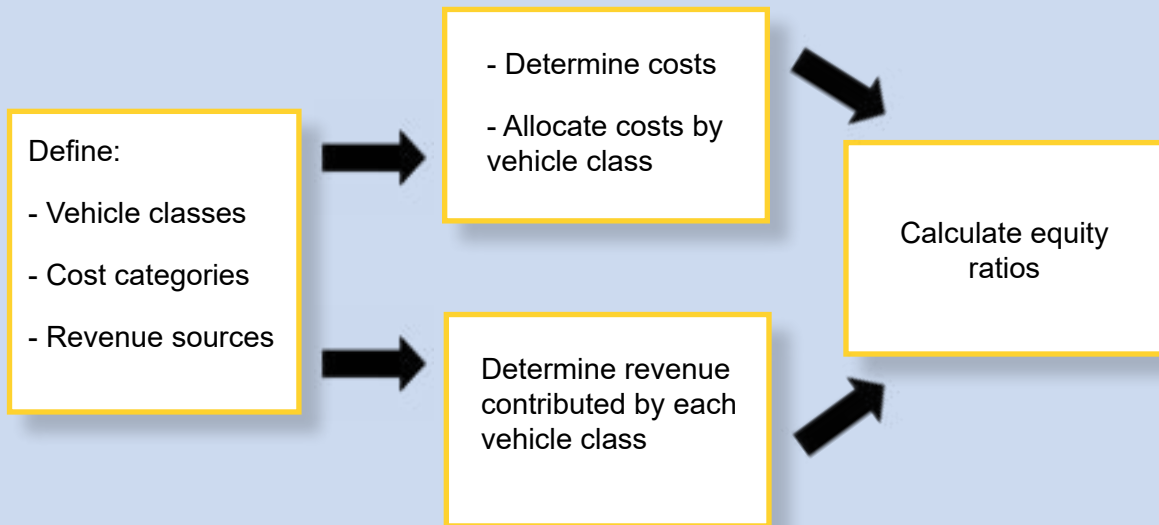 Define:
- Vehicle classes
- Cost categories
- Revenue sources
- Determine costs
- Allocate costs by
vehicle class
Determine revenue
contributed by each
vehicle class
Calculate equity
ratios